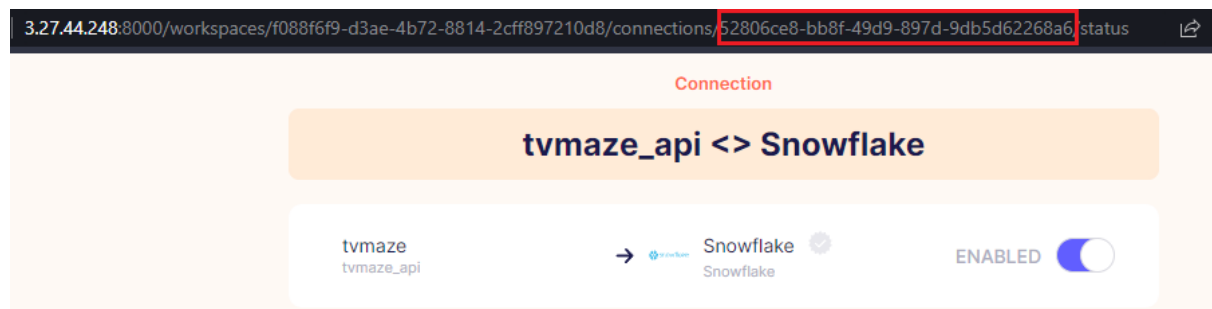 3.27.44.248:8000/workspaces/f088f6f9-d3ae-4b72-8814-2cff897210d8/connections/52806ce8-bb8f-49d9-897d-9db5d62268a6/status
Connection
tvmaze_api <> Snowflake
tvmaze
tvmaze_api
snowflake
Snowflake
Snowflake
ENABLED